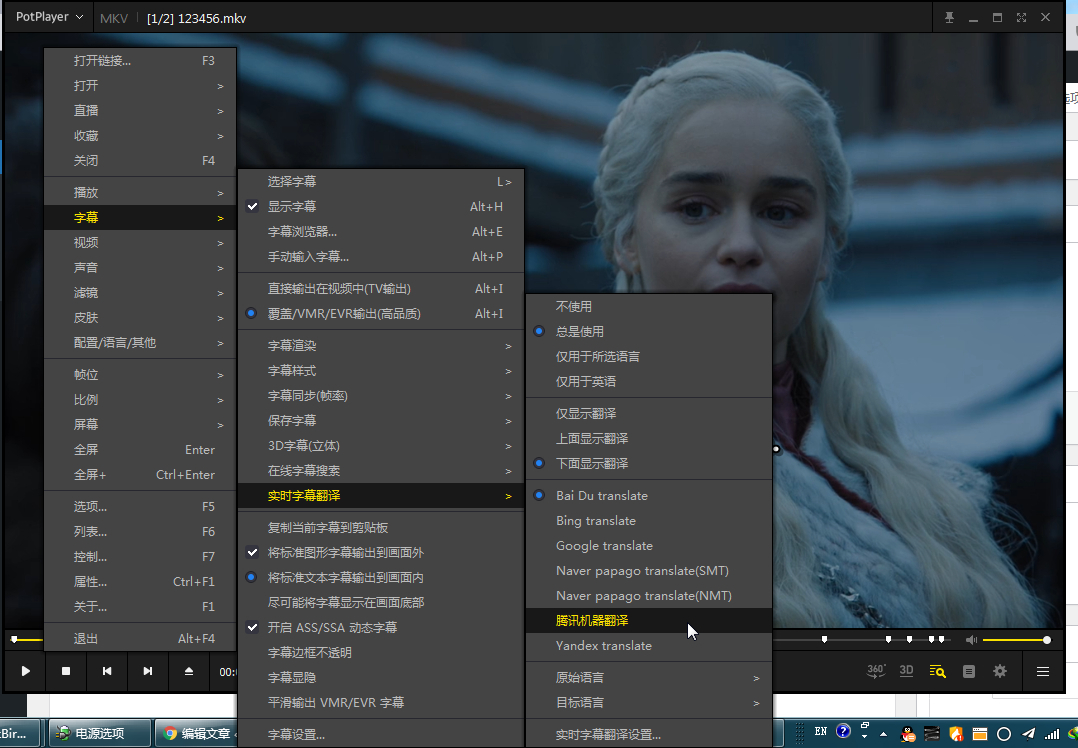 PotPlayer
MKV
[1/2] 123456.mkv
打开链接... F3
打开 >
直播 >
收藏 >
关闭 F4
播放 >
字幕 >
视频 >
声音 >
滤镜 >
皮肤 >
配置/语言/其他 >
帧位 >
比例 >
屏幕 >
全屏 Enter
全屏+ Ctrl+Enter
选项... F5
列表... F6
控制... F7
属性... Ctrl+F1
关于... F1
退出 Alt+F4
选择字幕 L >
显示字幕 Alt+H
字幕浏览器... Alt+E
手动输入字幕... Alt+P
直接输出在视频中(TV输出) Alt+I
覆盖/VMR/EVR输出(高品质) Alt+I
字幕渲染 >
字幕样式 >
字幕同步(帧率) >
保存字幕 >
3D字幕(立体) >
在线字幕搜索 >
实时字幕翻译 >
复制当前字幕到剪贴板
将标准图形字幕输出到画面外
将标准文本字幕输出到画面内
尽可能将字幕显示在画面底部
开启 ASS/SSA 动态字幕
字幕边框不透明
字幕显隐
平滑输出 VMR/EVR 字幕
字幕设置...
不使用
总是使用
仅用于所选语言
仅用于英语
仅显示翻译
上面显示翻译
下面显示翻译
Bai Du translate
Bing translate
Google translate
Naver papago translate(SMT)
Naver papago translate(NMT)
腾讯机器翻译
Yandex translate
原始语言 >
目标语言 >
实时字幕翻译设置...
选项
00:
360°
3D
tBir...
电源选项
编辑文章
EN